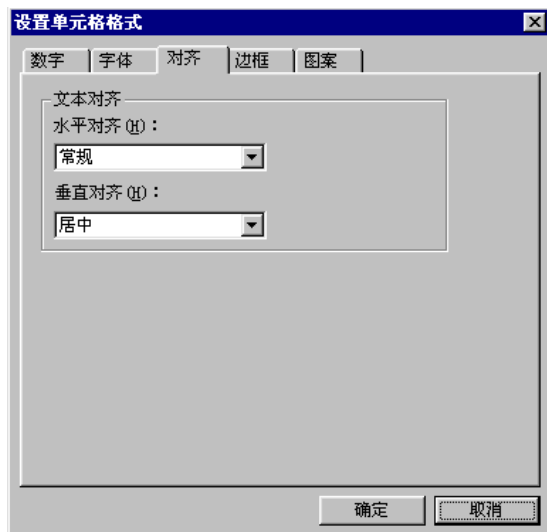 设置单元格格式
数字 字体 对齐 边框 图案
文本对齐
水平对齐(H)：
常规
垂直对齐(H)：
居中
确定 取消